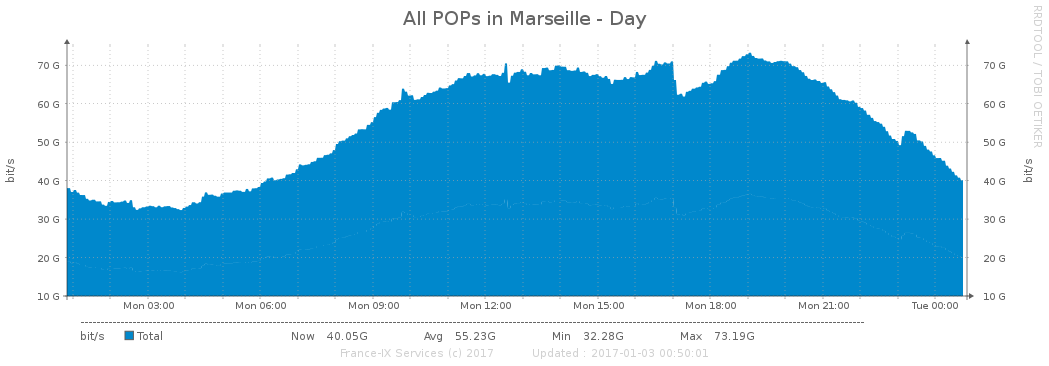 All POPs in Marseille - Day
RRDTOOL / TOBI OETIKER
bit/s
70 G
60 G
50 G
40 G
30 G
20 G
10 G
70 G
60 G
50 G
40 G
30 G
20 G
10 G
bit/s
Mon 03:00 Mon 06:00 Mon 09:00 Mon 12:00 Mon 15:00 Mon 18:00 Mon 21:00 Tue 00:00
bit/s Total Now 40.05G Avg 55.23G Min 32.28G Max 73.19G
France-IX Services (c) 2017 Updated : 2017-01-03 00:50:01